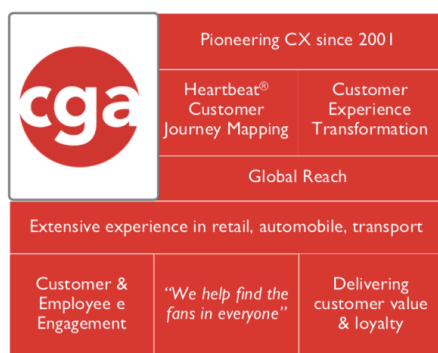 cga
Pioneering CX since 2001
Heartbeat®
Customer
Journey Mapping
Customer
Experience
Transformation
Global Reach
Extensive experience in retail, automobile, transport
Customer &
Employee e
Engagement
“We help find the
fans in everyone”
Delivering
customer value
& loyalty